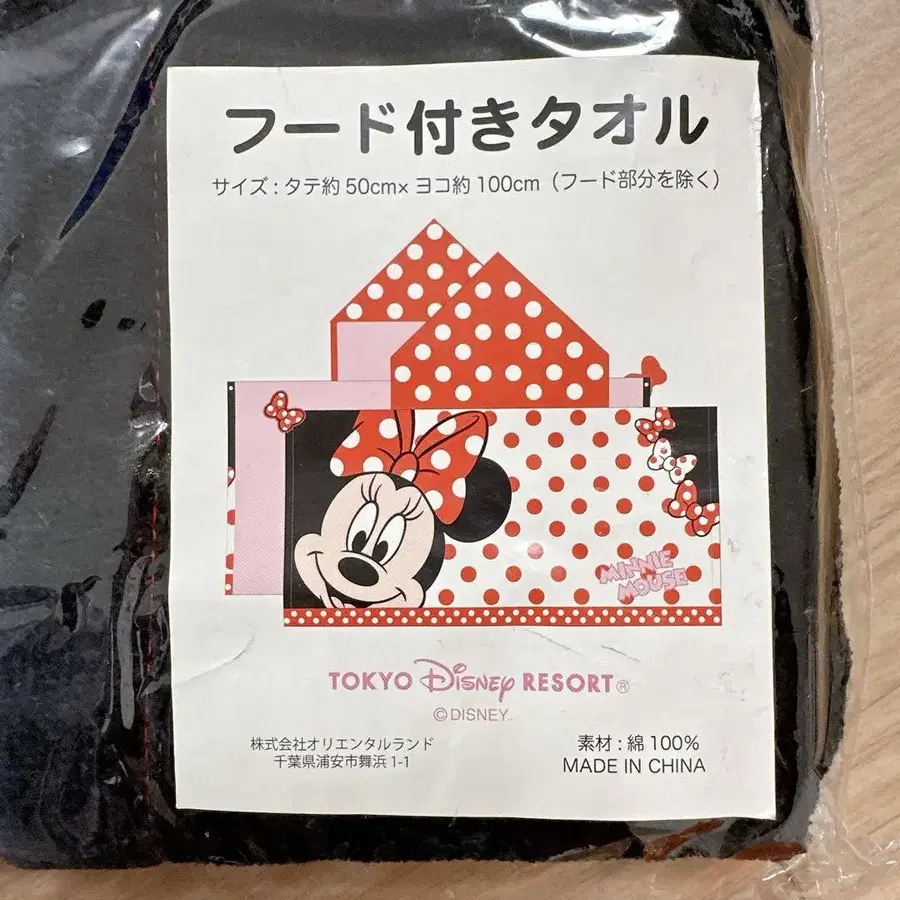 フード付きタオル
サイズ : タテ約 50cm× ヨコ約 100cm（フード部分を除く）
MINNIE
MOUSE
TOKYO Disney RESORT®
©DISNEY
株式会社オリエンタルランド
千葉県浦安市舞浜 1-1
素材 : 綿 100%
MADE IN CHINA